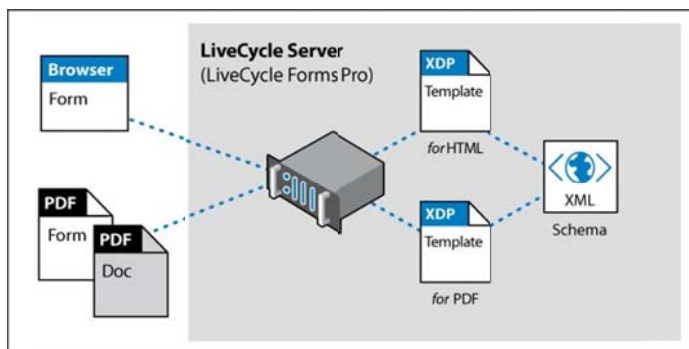 LiveCycle Server
(LiveCycle Forms Pro)
Browser
Form
PDF
Form
PDF
Doc
XDP
Template
for HTML
XDP
Template
for PDF
XML
Schema